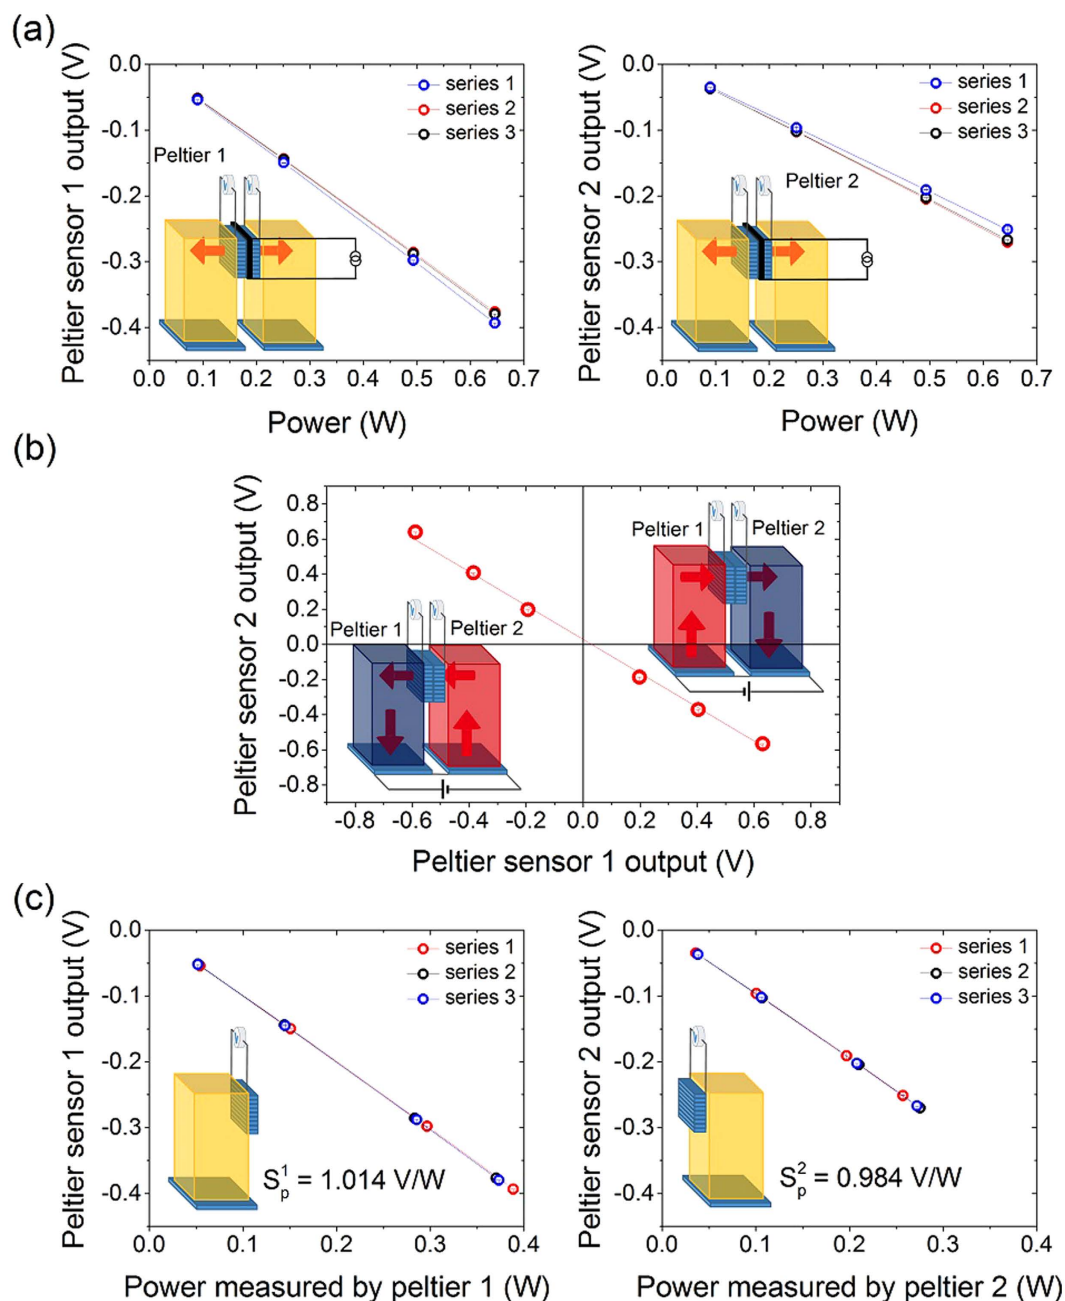 (a)
Peltier sensor 1 output (V)
0.0
-0.1
-0.2
-0.3
-0.4
series 1
series 2
series 3
Peltier 1
V V
0.0 0.1 0.2 0.3 0.4 0.5 0.6 0.7
Power (W)
Peltier sensor 2 output (V)
0.0
-0.1
-0.2
-0.3
-0.4
series 1
series 2
series 3
Peltier 2
V V
0.0 0.1 0.2 0.3 0.4 0.5 0.6 0.7
Power (W)
(b)
Peltier sensor 2 output (V)
0.8
0.6
0.4
0.2
0.0
-0.2
-0.4
-0.6
-0.8
V V
Peltier 1 Peltier 2
V V
Peltier 1 Peltier 2
-0.8 -0.6 -0.4 -0.2 0.0 0.2 0.4 0.6 0.8
Peltier sensor 1 output (V)
(c)
Peltier sensor 1 output (V)
0.0
-0.1
-0.2
-0.3
-0.4
series 1
series 2
series 3
V
S_p^1 = 1.014 V/W
0.0 0.1 0.2 0.3 0.4
Power measured by peltier 1 (W)
Peltier sensor 2 output (V)
0.0
-0.1
-0.2
-0.3
-0.4
series 1
series 2
series 3
V
S_p^2 = 0.984 V/W
0.0 0.1 0.2 0.3 0.4
Power measured by peltier 2 (W)